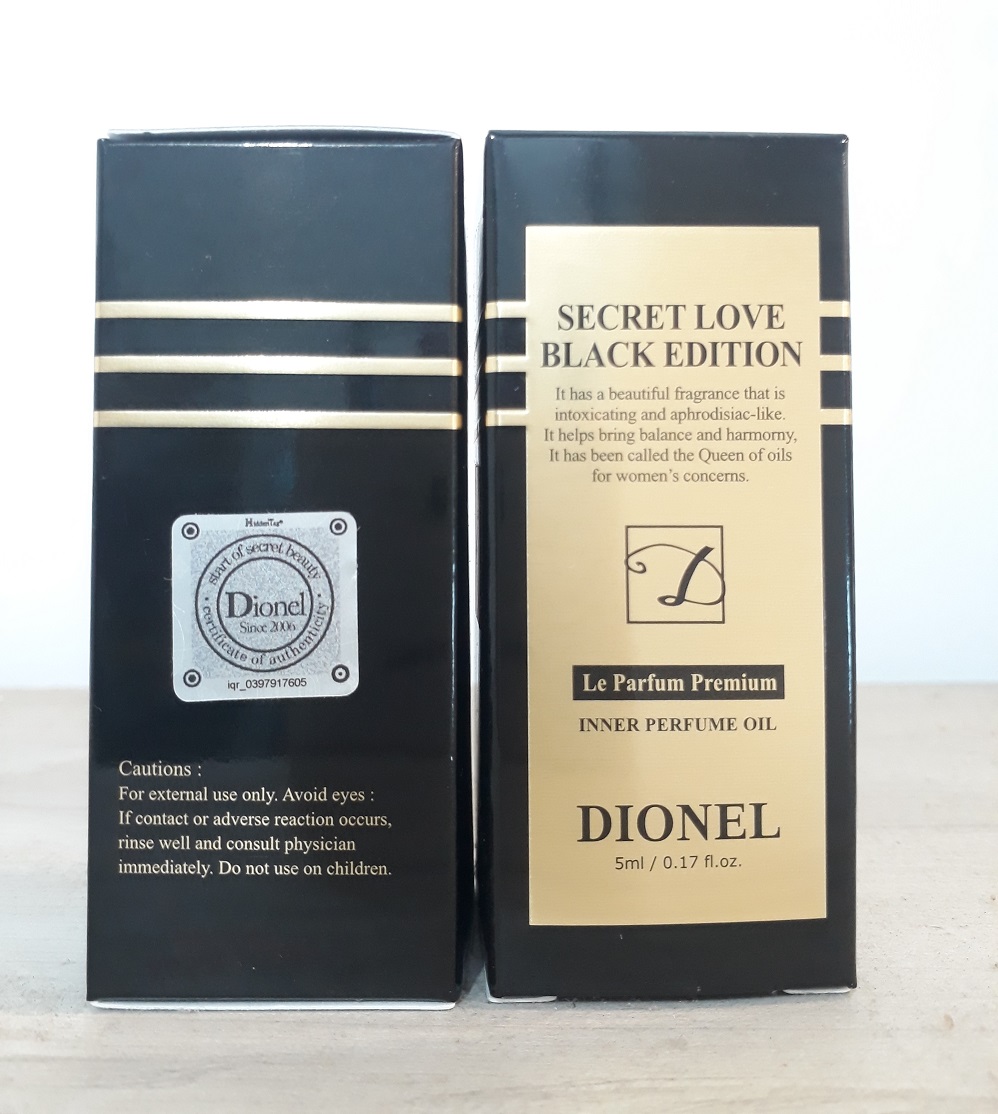 HiddenTag®
start of secret beauty
Dionel
Since 2006
certificate of authenticity
iqr_0397917605
Cautions :
For external use only. Avoid eyes :
If contact or adverse reaction occurs,
rinse well and consult physician
immediately. Do not use on children.
SECRET LOVE
BLACK EDITION
It has a beautiful fragrance that is
intoxicating and aphrodisiac-like.
It helps bring balance and harmorny,
It has been called the Queen of oils
for women's concerns.
D
Le Parfum Premium
INNER PERFUME OIL
DIONEL
5ml / 0.17 fl.oz.